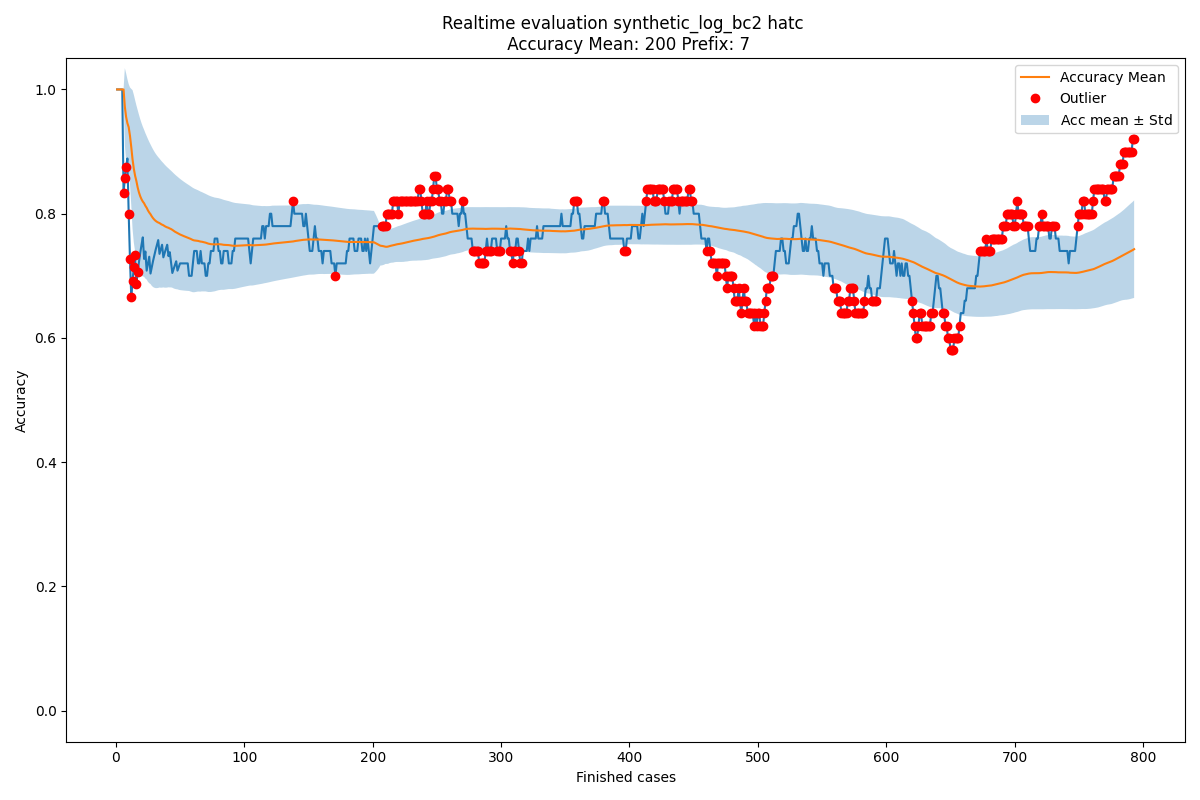 Realtime evaluation synthetic_log_bc2 hatc
Accuracy Mean: 200 Prefix: 7
Accuracy Mean
Outlier
Acc mean ± Std
1.0
0.8
0.6
0.4
0.2
0.0
Accuracy
0 100 200 300 400 500 600 700 800
Finished cases